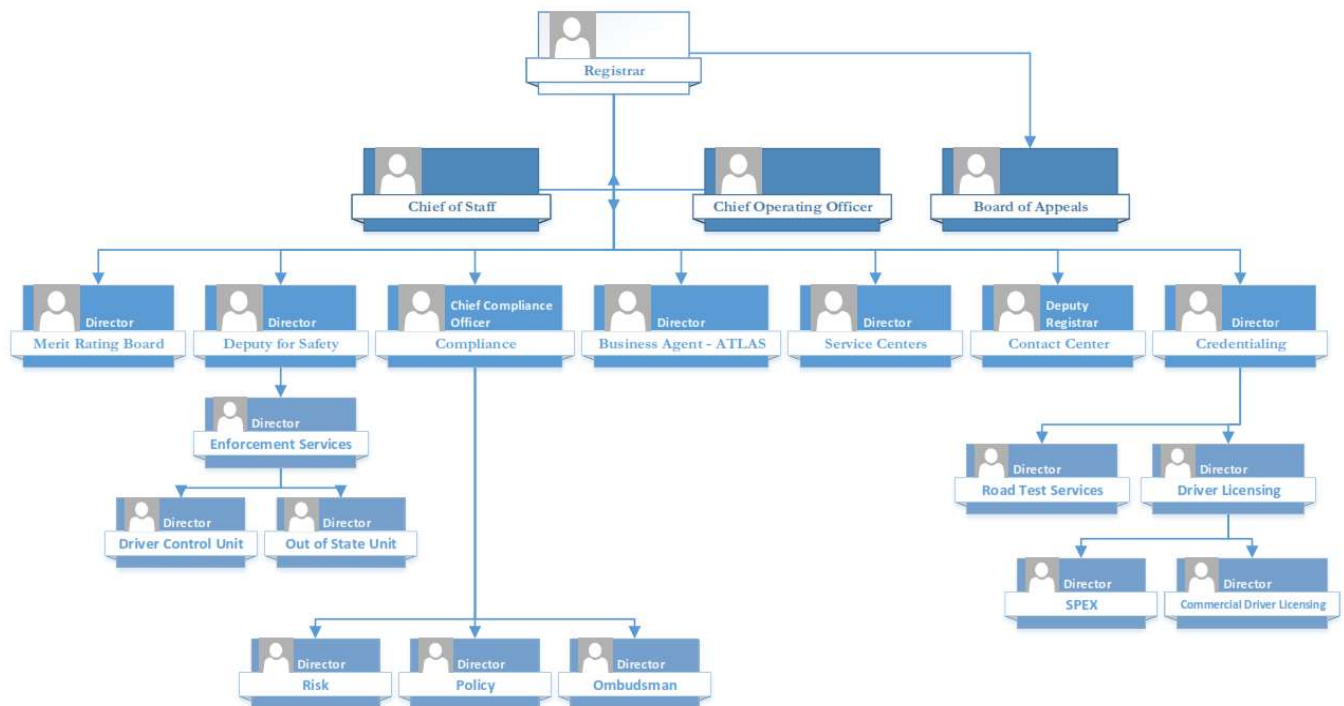 Registrar
Chief of Staff
Chief Operating Officer
Board of Appeals
Director
Merit Rating Board
Director
Deputy for Safety
Chief Compliance
Officer
Compliance
Director
Business Agent - ATLAS
Director
Service Centers
Deputy
Registrar
Contact Center
Director
Credentialing
Director
Enforcement Services
Director
Road Test Services
Director
Driver Licensing
Director
Driver Control Unit
Director
Out of State Unit
Director
SPEX
Director
Commercial Driver Licensing
Director
Risk
Director
Policy
Director
Ombudsman